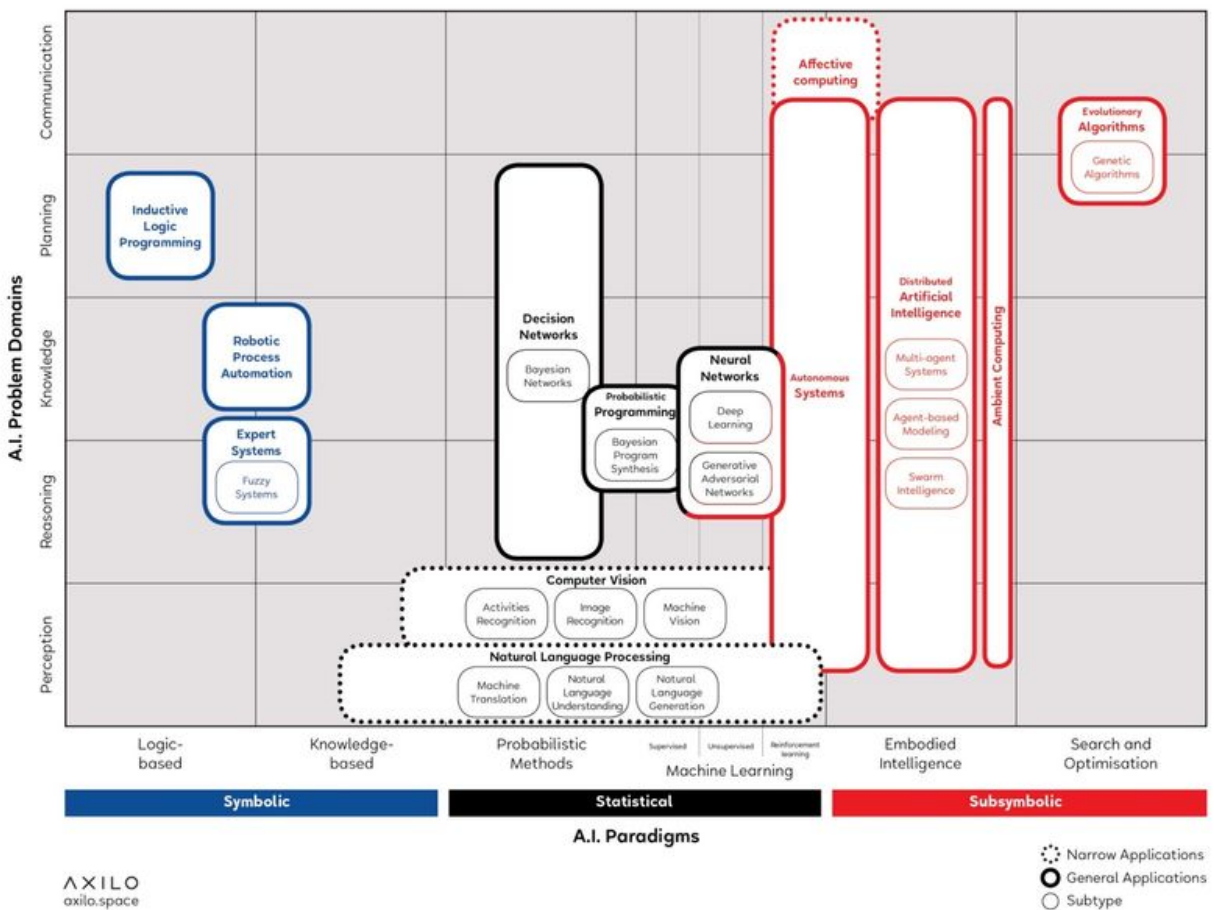 A.I. Problem Domains
Communication
Planning
Knowledge
Reasoning
Perception
Affective
computing
Evolutionary
Algorithms
Genetic
Algorithms
Inductive
Logic
Programming
Robotic
Process
Automation
Expert
Systems
Fuzzy
Systems
Decision
Networks
Bayesian
Networks
Probabilistic
Programming
Bayesian
Program
Synthesis
Neural
Networks
Deep
Learning
Generative
Adversarial
Networks
Autonomous
Systems
Distributed
Artificial
Intelligence
Multi-agent
Systems
Agent-based
Modeling
Swarm
Intelligence
Ambient Computing
Computer Vision
Activities
Recognition
Image
Recognition
Machine
Vision
Natural Language Processing
Machine
Translation
Natural
Language
Understanding
Natural
Language
Generation
Logic-
based
Knowledge-
based
Probabilistic
Methods
Supervised
Unsupervised
Reinforcement
learning
Machine Learning
Embodied
Intelligence
Search and
Optimisation
Symbolic
Statistical
Subsymbolic
A.I. Paradigms
AXILO
axilo.space
Narrow Applications
General Applications
Subtype